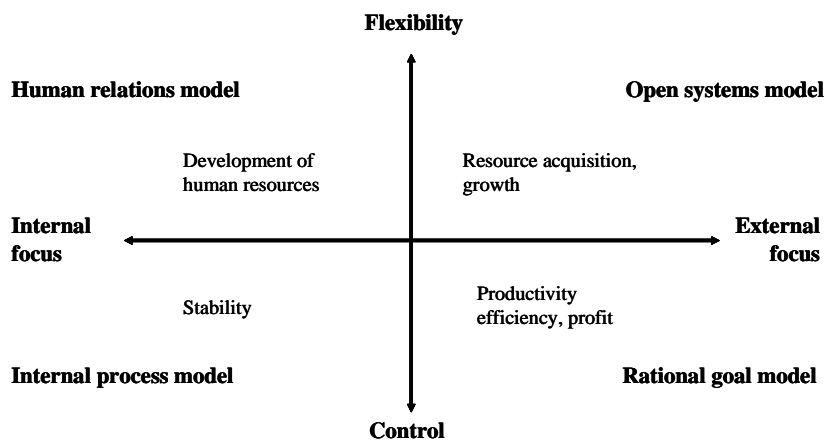 Flexibility
Human relations model
Open systems model
Development of
human resources
Resource acquisition,
growth
Internal
focus
External
focus
Stability
Productivity
efficiency, profit
Internal process model
Rational goal model
Control